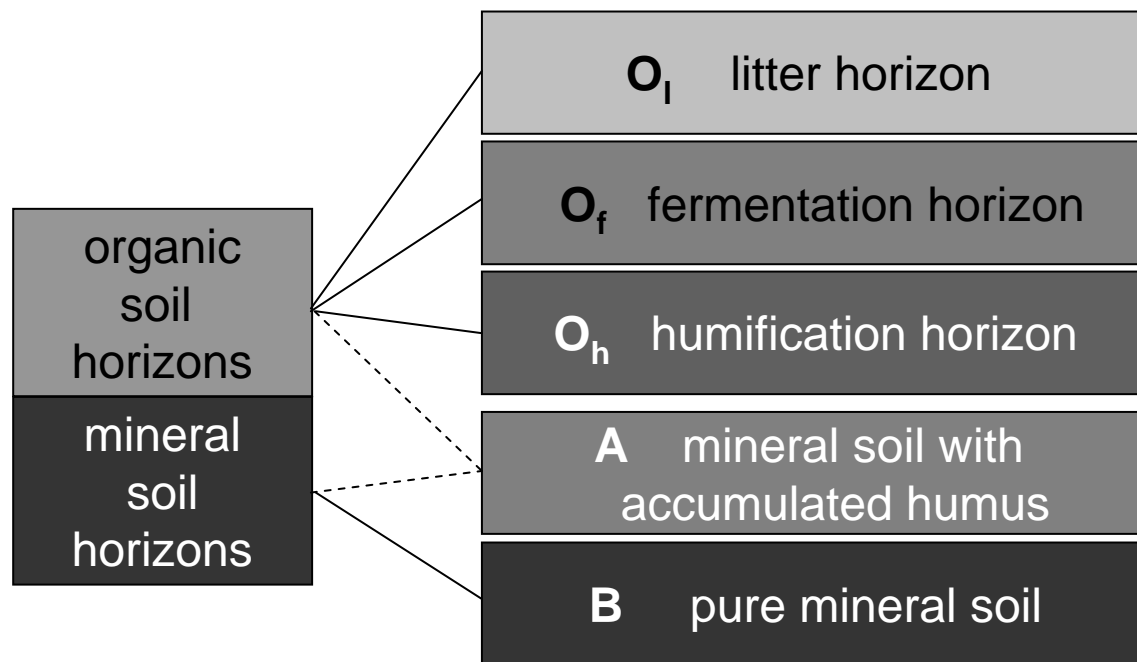 organic
soil
horizons
mineral
soil
horizons
Oₗ litter horizon
O_f fermentation horizon
Oₕ humification horizon
A mineral soil with
accumulated humus
B pure mineral soil